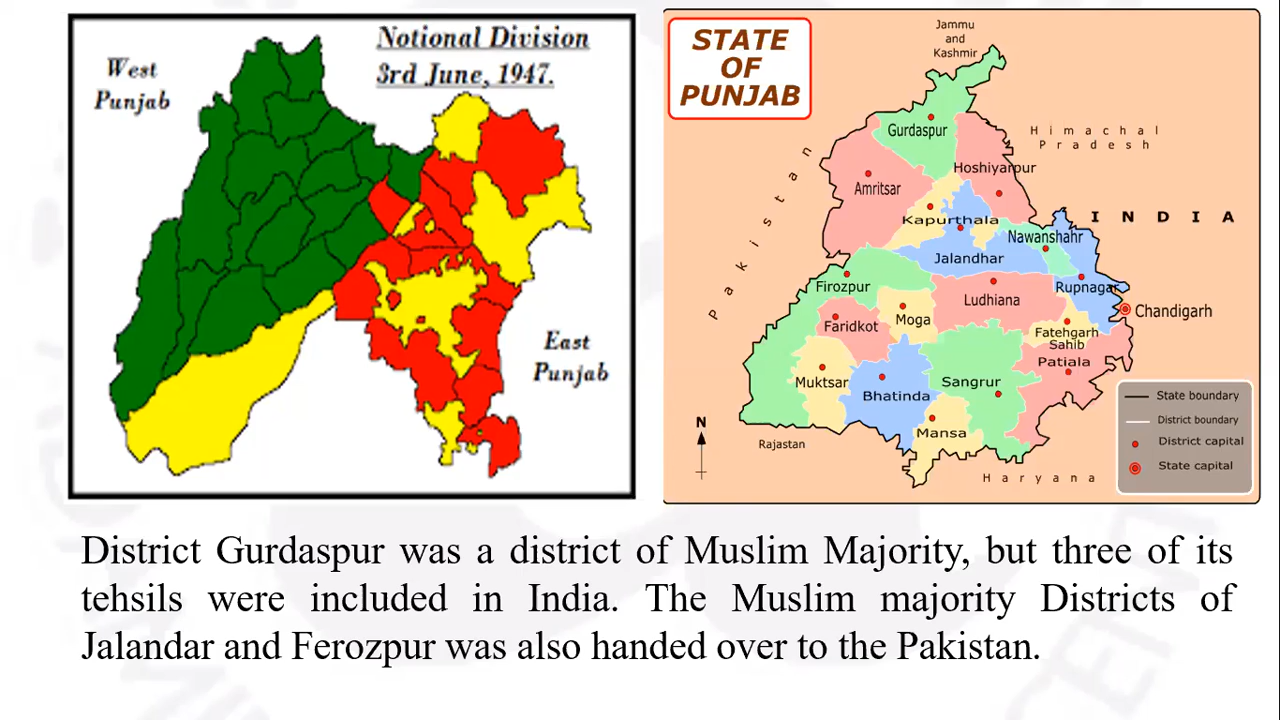 Notional Division
3rd June, 1947.
West
Punjab
East
Punjab
STATE
OF
PUNJAB
Jammu
and
Kashmir
Himachal
Pradesh
Pakistan
INDIA
Gurdaspur
Hoshiyarpur
Amritsar
Kapurthala
Nawanshahr
Jalandhar
Firozpur
Rupnagar
Ludhiana
Chandigarh
Moga
Faridkot
Fatehgarh
Sahib
Patiala
Muktsar
Sangrur
Bhatinda
Mansa
N
Rajastan
Haryana
State boundary
District boundary
District capital
State capital
District Gurdaspur was a district of Muslim Majority, but three of its
tehsils were included in India. The Muslim majority Districts of
Jalandar and Ferozpur was also handed over to the Pakistan.